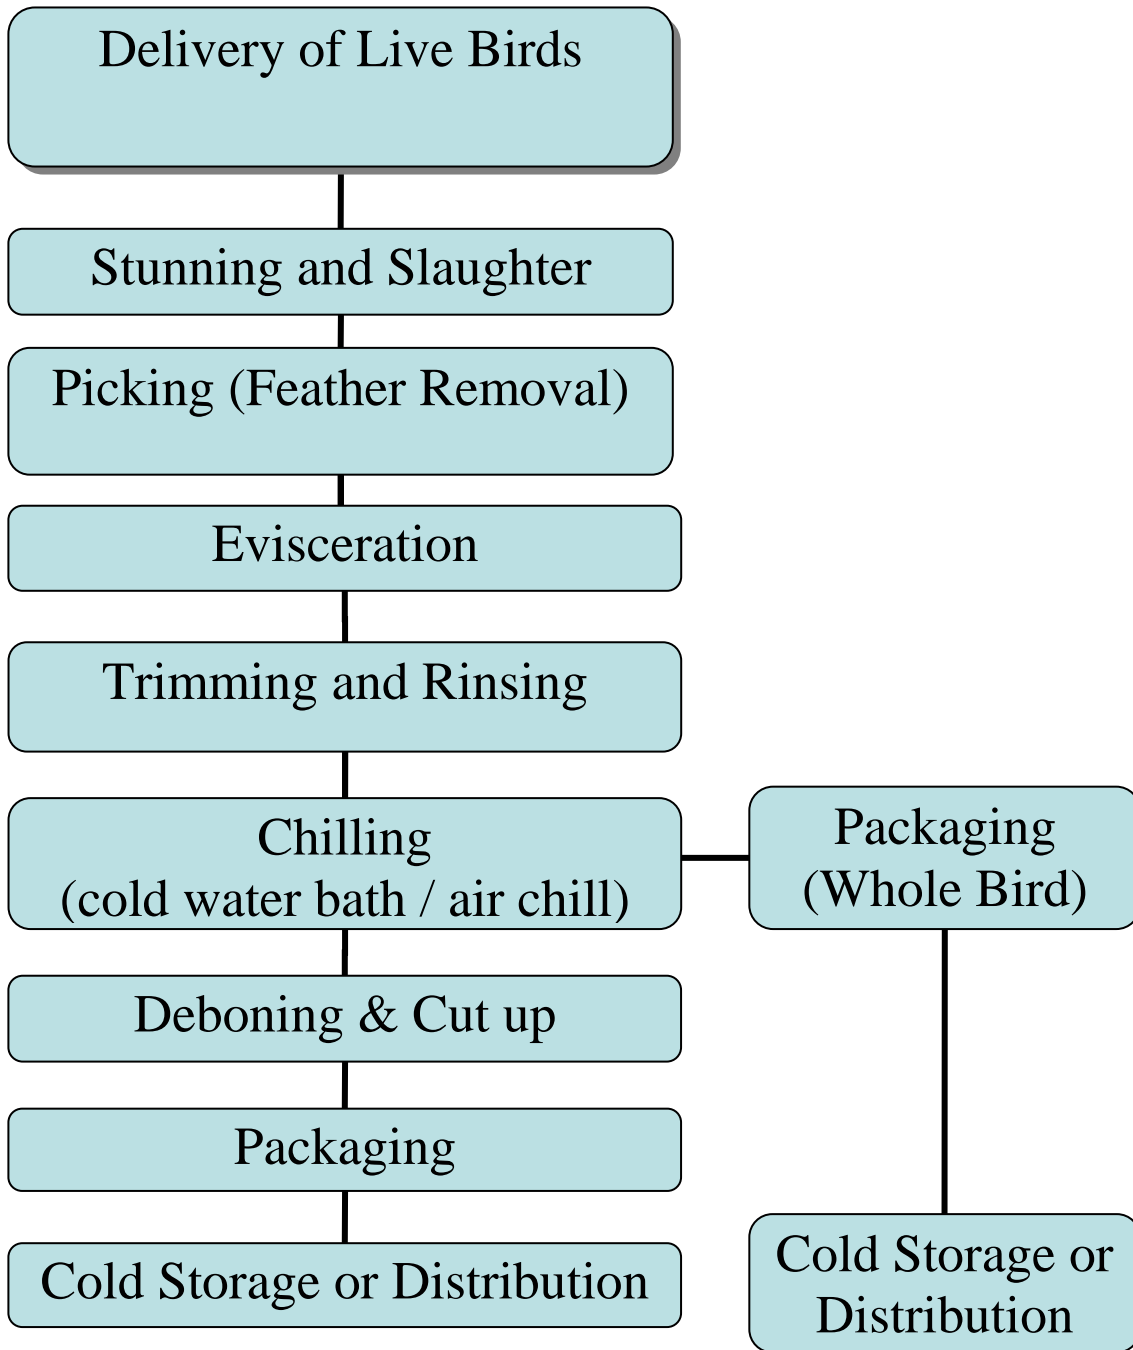 Delivery of Live Birds
Stunning and Slaughter
Picking (Feather Removal)
Evisceration
Trimming and Rinsing
Chilling
(cold water bath / air chill)
Packaging
(Whole Bird)
Deboning & Cut up
Packaging
Cold Storage or Distribution
Cold Storage or
Distribution